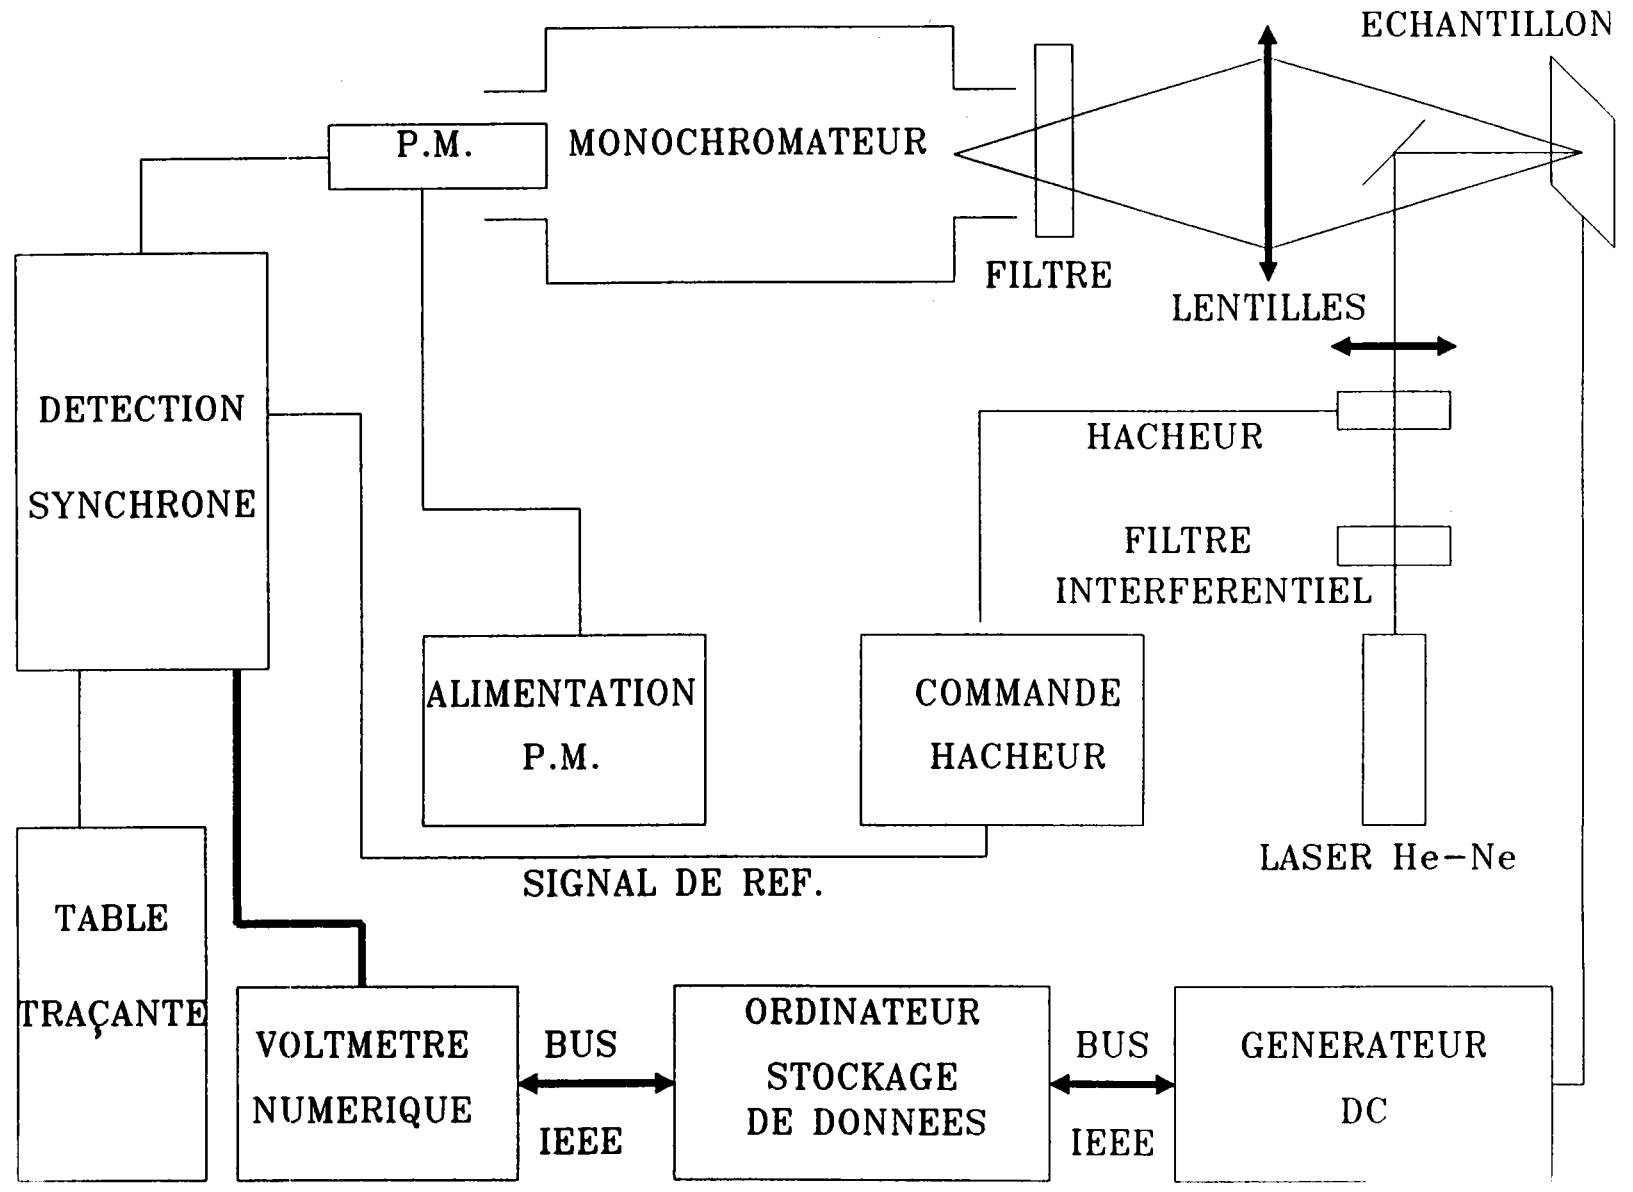 ECHANTILLON
P.M.
MONOCHROMATEUR
FILTRE
LENTILLES
DETECTION
SYNCHRONE
HACHEUR
FILTRE
INTERFERENTIEL
ALIMENTATION
P.M.
COMMANDE
HACHEUR
LASER He-Ne
SIGNAL DE REF.
TABLE
TRAÇANTE
VOLTMETRE
NUMERIQUE
BUS
IEEE
ORDINATEUR
STOCKAGE
DE DONNEES
BUS
IEEE
GENERATEUR
DC